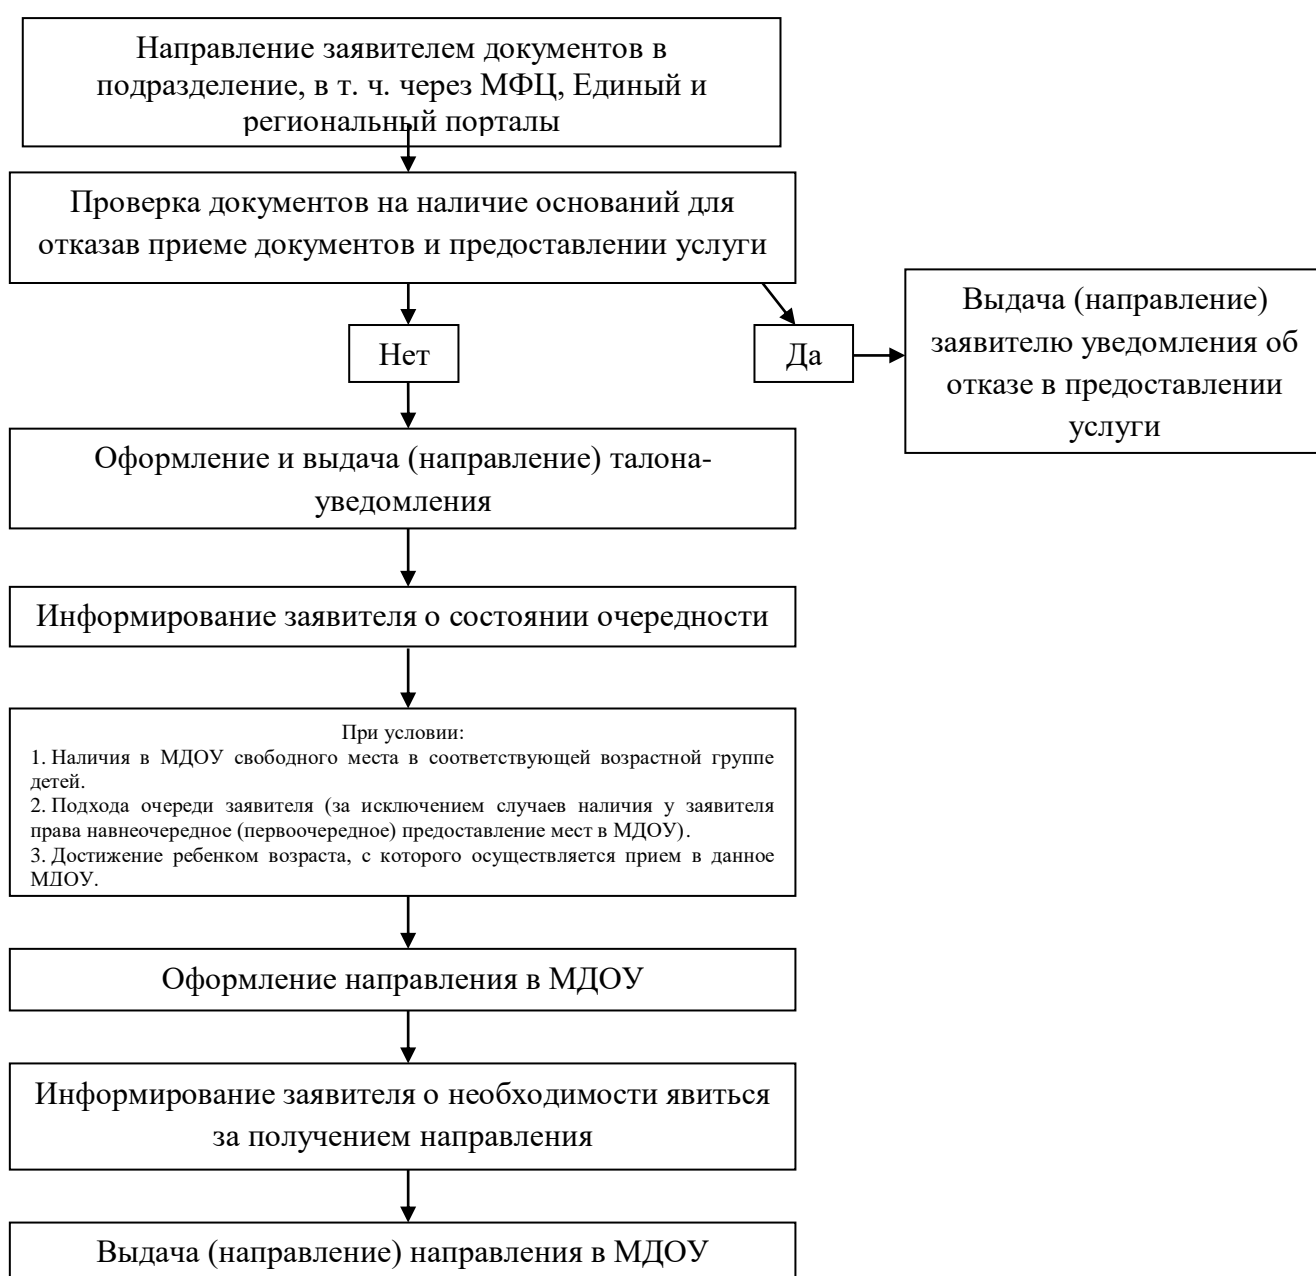 Направление заявителем документов в
подразделение, в т. ч. через МФЦ, Единый и
региональный порталы
Проверка документов на наличие оснований для
отказав приеме документов и предоставлении услуги
Нет
Да
Выдача (направление)
заявителю уведомления об
отказе в предоставлении
услуги
Оформление и выдача (направление) талона-
уведомления
Информирование заявителя о состоянии очередности
При условии:
1. Наличия в МДОУ свободного места в соответствующей возрастной группе
детей.
2. Подхода очереди заявителя (за исключением случаев наличия у заявителя
права навнеочередное (первоочередное) предоставление мест в МДОУ).
3. Достижение ребенком возраста, с которого осуществляется прием в данное
МДОУ.
Оформление направления в МДОУ
Информирование заявителя о необходимости явиться
за получением направления
Выдача (направление) направления в МДОУ